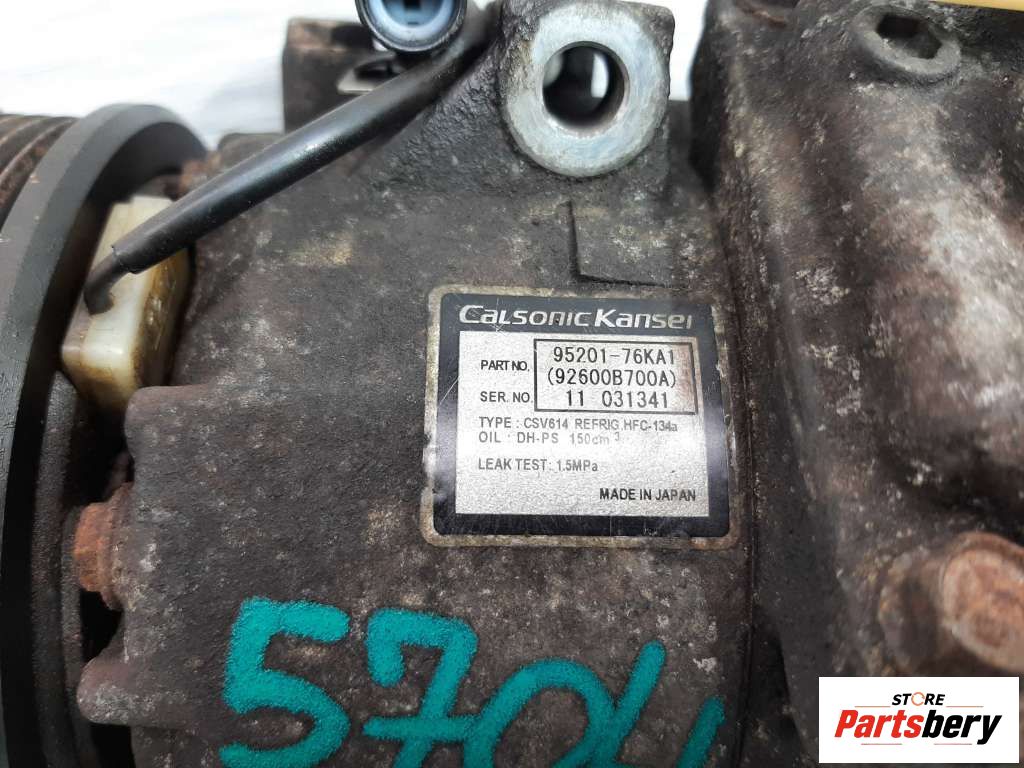 CalsonicKansei
PART NO. 95201-76KA1
(92600B700A)
SER. NO. 11 031341
TYPE : CSV614 REFRIG. HFC-134a
OIL : DH-PS 150cm³
LEAK TEST : 1.5MPa
MADE IN JAPAN
5704
STORE
Partsbery